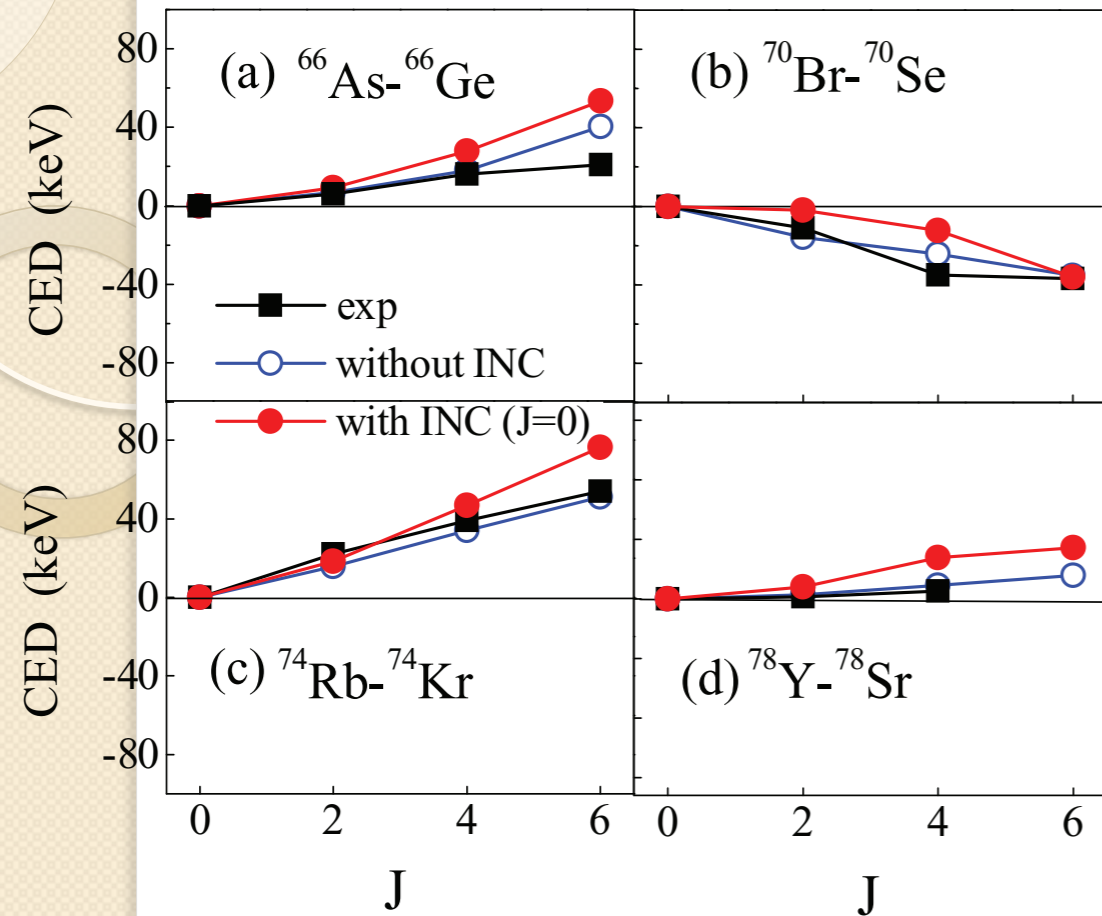 80
40
0
-40
-80
CED (keV)
(a) ⁶⁶As-⁶⁶Ge
exp
without INC
(b) ⁷⁰Br-⁷⁰Se
with INC (J=0)
80
40
0
-40
-80
CED (keV)
(c) ⁷⁴Rb-⁷⁴Kr
(d) ⁷⁸Y-⁷⁸Sr
0 2 4 6
0 2 4 6
J
J